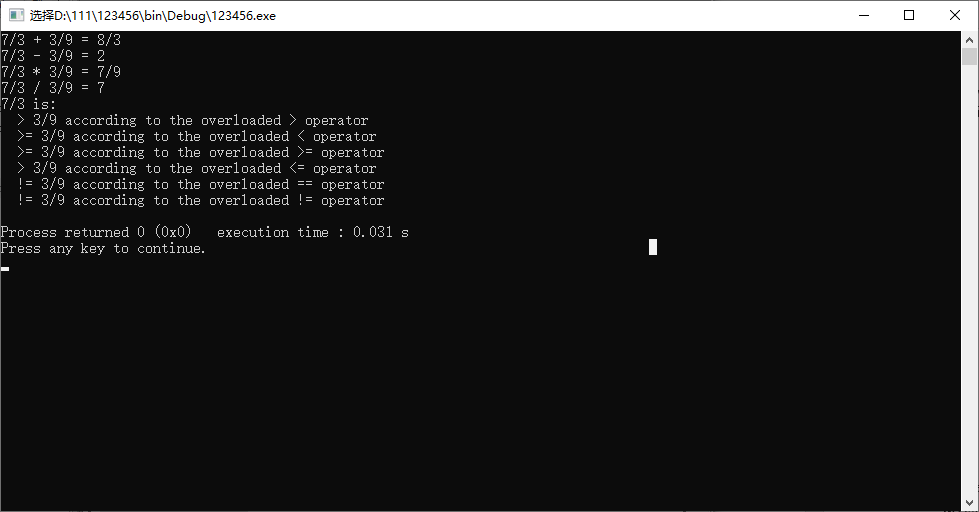 选择D:\111\123456\bin\Debug\123456.exe
7/3 + 3/9 = 8/3
7/3 - 3/9 = 2
7/3 * 3/9 = 7/9
7/3 / 3/9 = 7
7/3 is:
  > 3/9 according to the overloaded > operator
  >= 3/9 according to the overloaded < operator
  >= 3/9 according to the overloaded >= operator
  > 3/9 according to the overloaded <= operator
  != 3/9 according to the overloaded == operator
  != 3/9 according to the overloaded != operator
Process returned 0 (0x0)   execution time : 0.031 s
Press any key to continue.